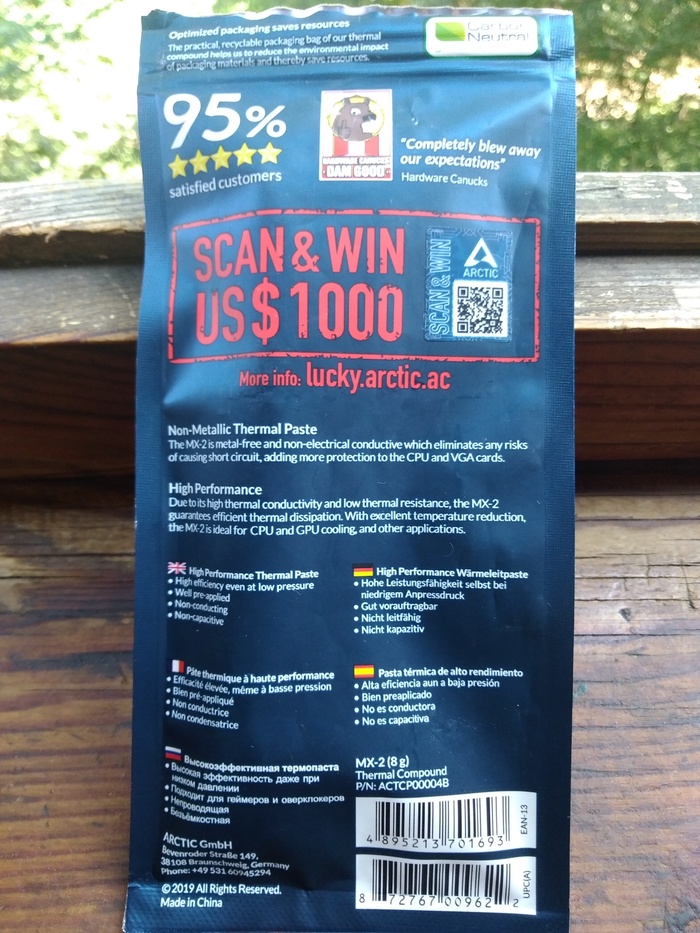 Optimized packaging saves resources
The practical, recyclable packaging bag of our thermal
compound helps us to reduce the environmental impact
of packaging materials and thereby save resources.
Carbon
Neutral
95%
satisfied customers
HARDWARE CANUCKS
DAM GOOD
"Completely blew away
our expectations"
Hardware Canucks
SCAN & WIN
US $ 1000
SCAN & WIN
ARCTIC
More info: lucky.arctic.ac
Non-Metallic Thermal Paste
The MX-2 is metal-free and non-electrical conductive which eliminates any risks
of causing short circuit, adding more protection to the CPU and VGA cards.
High Performance
Due to its high thermal conductivity and low thermal resistance, the MX-2
guarantees efficient thermal dissipation. With excellent temperature reduction,
the MX-2 is ideal for CPU and GPU cooling, and other applications.
High Performance Thermal Paste
• High efficiency even at low pressure
• Well pre-applied
• Non-conducting
• Non-capacitive
High Performance Wärmeleitpaste
• Hohe Leistungsfähigkeit selbst bei
niedrigem Anpressdruck
• Gut vorauftragbar
• Nicht leitfähig
• Nicht kapazitiv
Pâte thermique à haute performance
• Efficacité élevée, même à basse pression
• Bien pré-appliqué
• Non conductrice
• Non condensatrice
Pasta térmica de alto rendimiento
• Alta eficiencia aun a baja presión
• Bien preaplicado
• No es conductora
• No es capacitiva
Высокоэффективная термопаста
• Высокая эффективность даже при
низком давлении
• Подходит для геймеров и оверклокеров
• Непроводящая
• Безъёмкостная
MX-2 (8 g)
Thermal Compound
P/N: ACTCP00004B
4 895213 701693
EAN-13
8 72767 00962 2
UPC(A)
ARCTIC GmbH
Bevenroder Straße 149,
38108 Braunschweig, Germany
Phone: +49 531 60945294
© 2019 All Rights Reserved.
Made in China